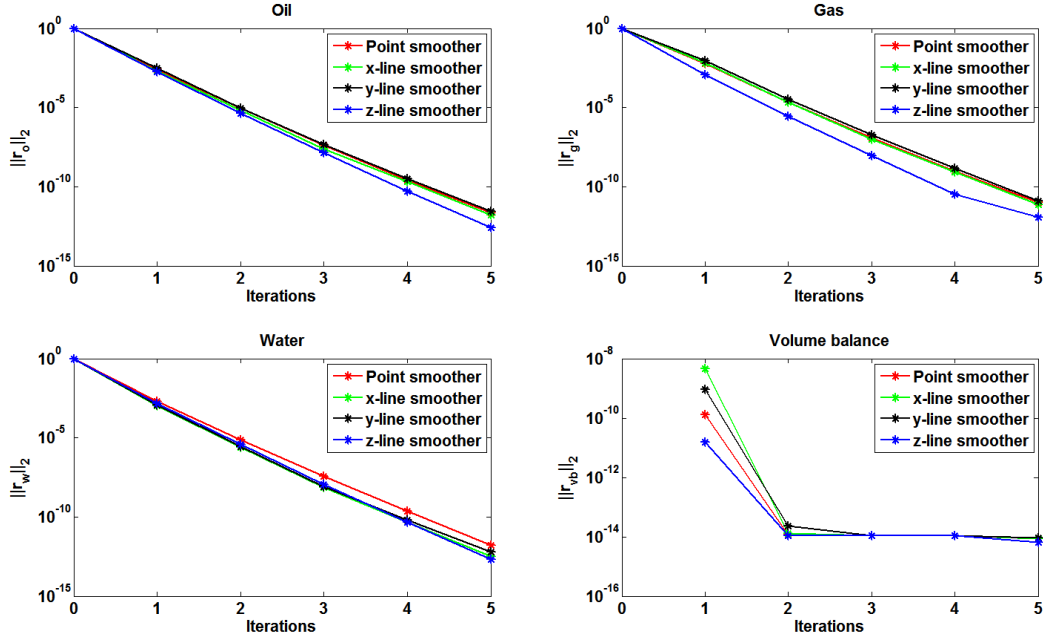 Oil
10^0
10^-5
10^-10
10^-15
||r_o||_2
0 1 2 3 4 5
Iterations
Point smoother
x-line smoother
y-line smoother
z-line smoother
Gas
10^0
10^-5
10^-10
10^-15
||r_g||_2
0 1 2 3 4 5
Iterations
Point smoother
x-line smoother
y-line smoother
z-line smoother
Water
10^0
10^-5
10^-10
10^-15
||r_w||_2
0 1 2 3 4 5
Iterations
Point smoother
x-line smoother
y-line smoother
z-line smoother
Volume balance
10^-8
10^-10
10^-12
10^-14
10^-16
||r_vb||_2
0 1 2 3 4 5
Iterations
Point smoother
x-line smoother
y-line smoother
z-line smoother